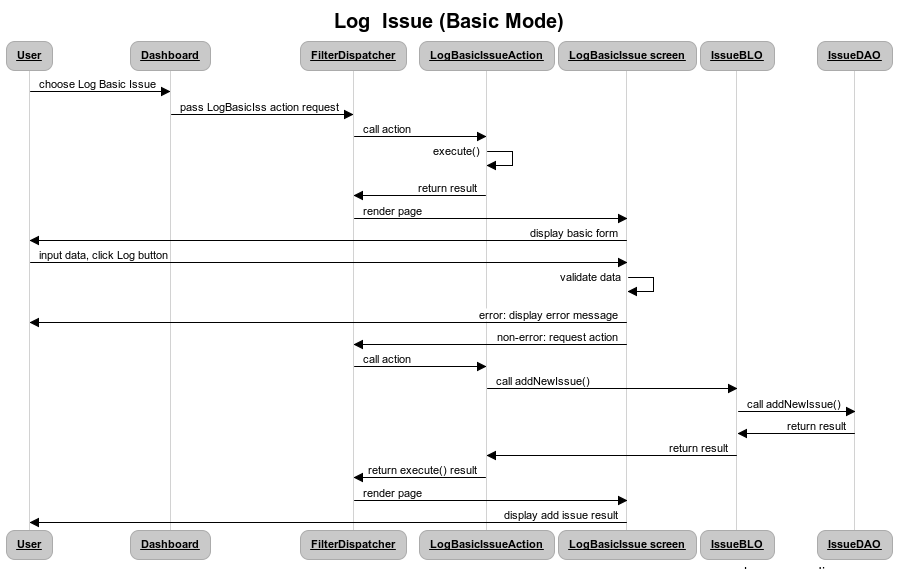 Log  Issue (Basic Mode)
User Dashboard FilterDispatcher LogBasicIssueAction LogBasicIssue screen IssueBLO IssueDAO
choose Log Basic Issue
pass LogBasicIss action request
call action
execute()
return result
render page
display basic form
input data, click Log button
validate data
error: display error message
non-error: request action
call action
call addNewIssue()
call addNewIssue()
return result
return result
return execute() result
render page
display add issue result
User Dashboard FilterDispatcher LogBasicIssueAction LogBasicIssue screen IssueBLO IssueDAO